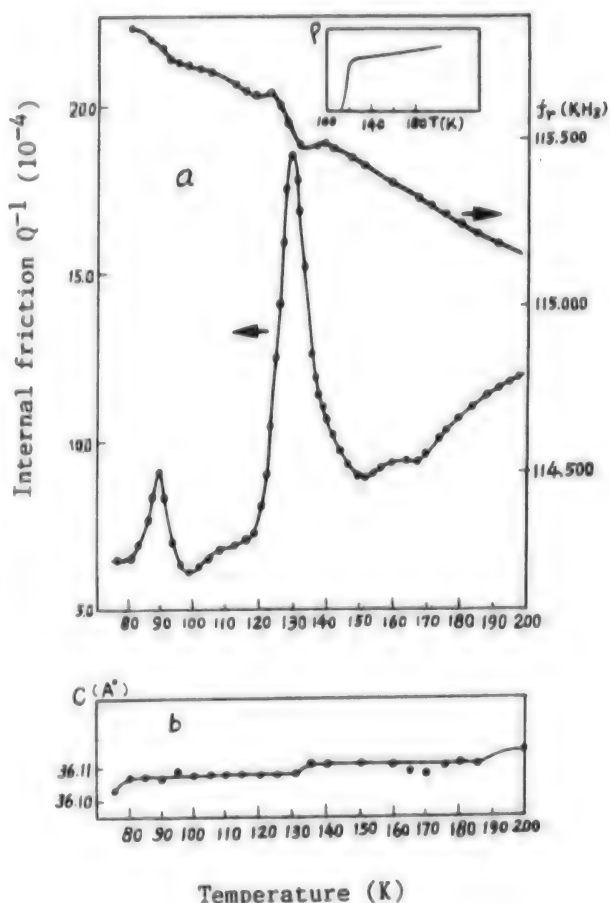 Internal friction Q⁻¹ (10⁻⁴)
20.0
15.0
10.0
5.0
a
ρ
100 140 180 T(K)
fr (KHz)
115.500
115.000
114.500
80 90 100 110 120 130 140 150 160 170 180 190 200
C (A°)
b
36.11
36.10
80 90 100 110 120 130 140 150 160 170 180 190 200
Temperature (K)